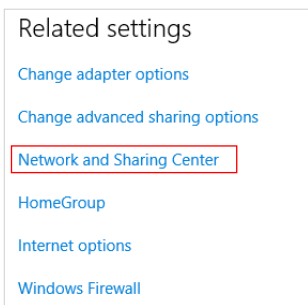 Related settings
Change adapter options
Change advanced sharing options
Network and Sharing Center
HomeGroup
Internet options
Windows Firewall